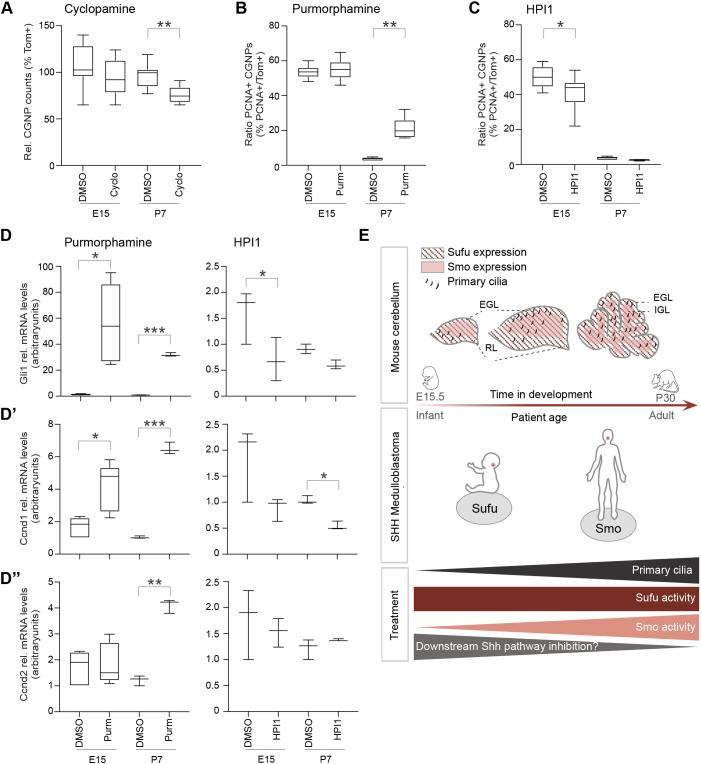 A
Cyclopamine
Rel. CGNP counts (% Tom+)
150
100
50
0
**
DMSO
Cyclo
DMSO
Cyclo
E15
P7
B
Purmorphamine
Ratio PCNA+ CGNPs
(% PCNA+/Tom+)
80
60
40
20
0
**
DMSO
Purm
DMSO
Purm
E15
P7
C
HPI1
Ratio PCNA+ CGNPs
(% PCNA+/Tom+)
80
60
40
20
0
*
DMSO
HPI1
DMSO
HPI1
E15
P7
D
Purmorphamine
Gli1 rel. mRNA levels
(arbitraryunits)
100
80
60
40
20
0
*
***
HPI1
2.5
2.0
1.5
1.0
0.5
0.0
*
D’
Ccnd1 rel. mRNA levels
(arbitraryunits)
8
6
4
2
0
*
***
2.5
2.0
1.5
1.0
0.5
0.0
*
D”
Ccnd2 rel. mRNA levels
(arbitraryunits)
5
4
3
2
1
0
**
DMSO
Purm
DMSO
Purm
E15
P7
2.5
2.0
1.5
1.0
0.5
0.0
DMSO
HPI1
DMSO
HPI1
E15
P7
E
Mouse cerebellum
Sufu expression
Smo expression
Primary cilia
EGL
RL
EGL
IGL
E15.5
Time in development
P30
Infant
Patient age
Adult
SHH Medulloblastoma
Sufu
Smo
Treatment
Primary cilia
Sufu activity
Smo activity
Downstream Shh pathway inhibition?